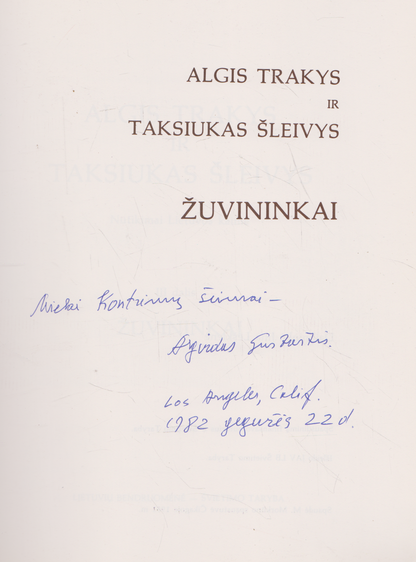 ALGIS TRAKYS
IR
TAKSIUKAS ŠLEIVYS
ŽUVININKAI
Mielai Kontrimų šeimai –
Algirdas Gustaitis.
Los Angeles, Calif.
1982 gegužės 22 d.